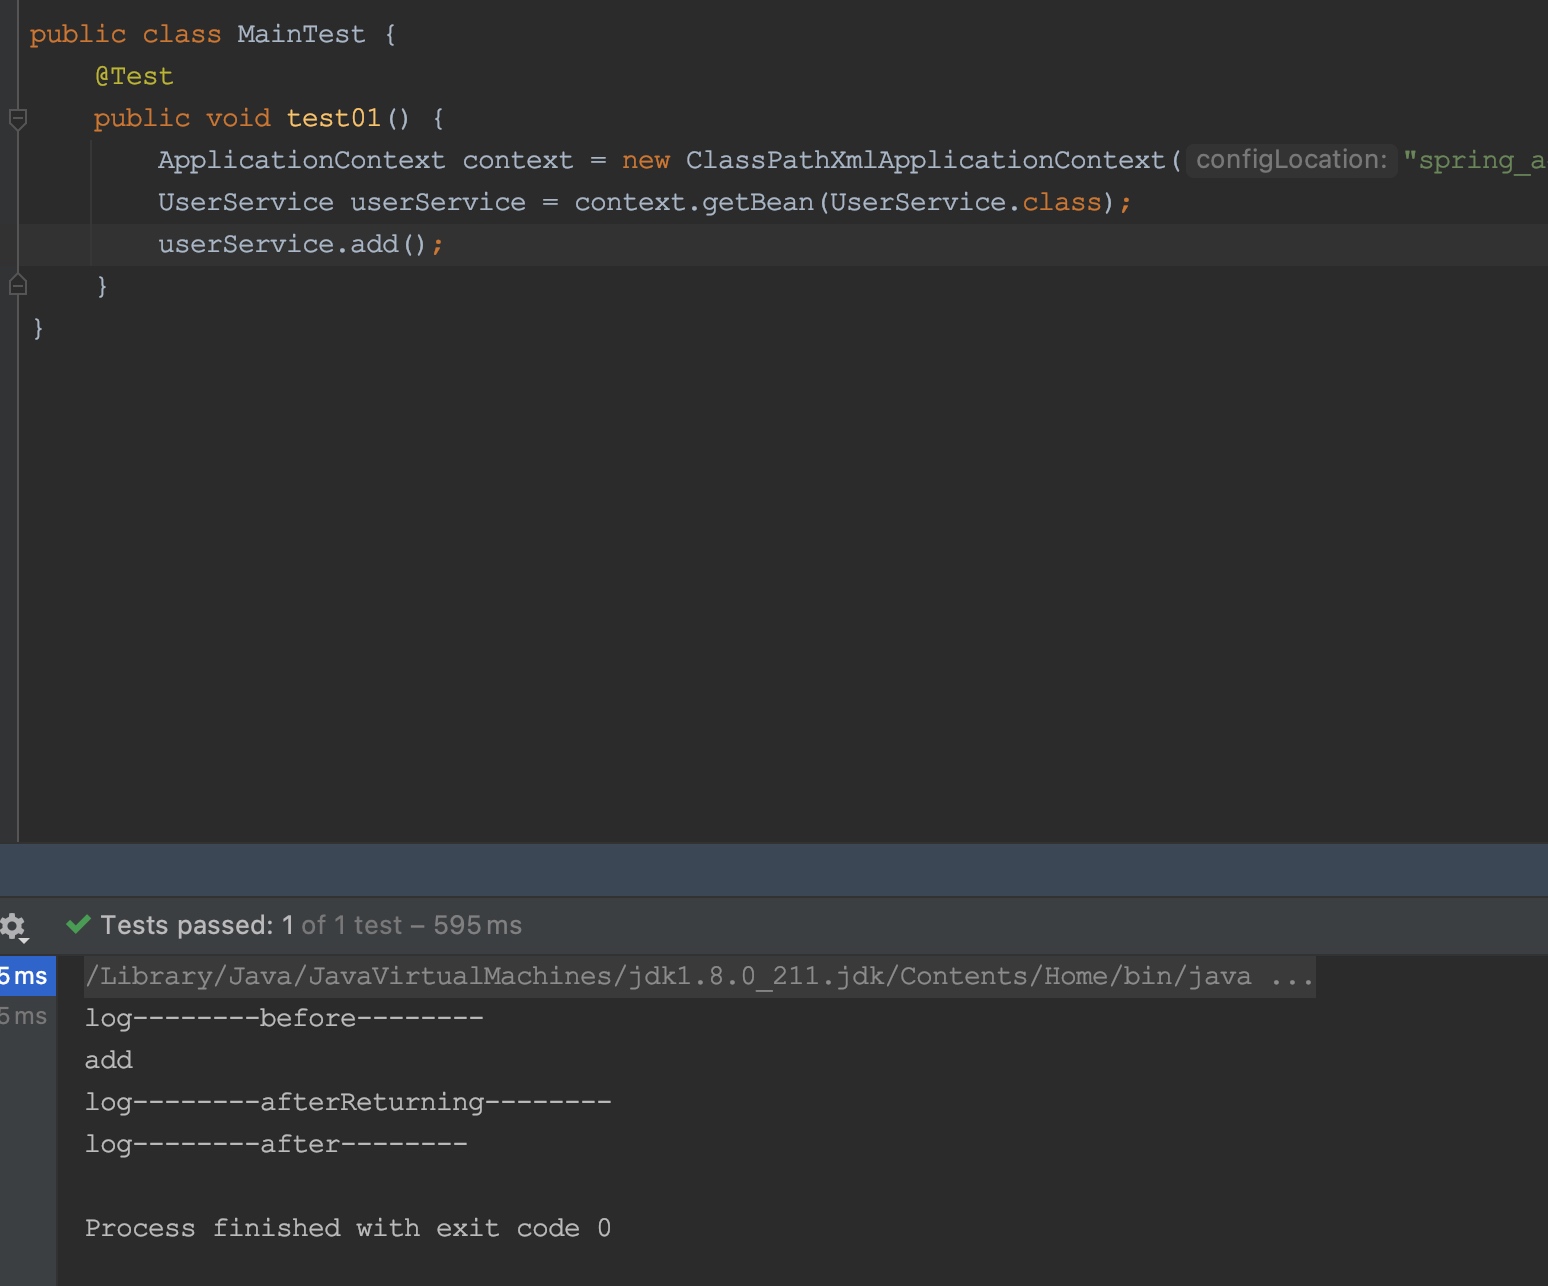 public class MainTest {
@Test
public void test01() {
ApplicationContext context = new ClassPathXmlApplicationContext( configLocation: "spring_a
UserService userService = context.getBean(UserService.class);
userService.add();
}
}
Tests passed: 1 of 1 test – 595 ms
5 ms /Library/Java/JavaVirtualMachines/jdk1.8.0_211.jdk/Contents/Home/bin/java ...
5 ms log--------before--------
add
log--------afterReturning--------
log--------after--------
Process finished with exit code 0